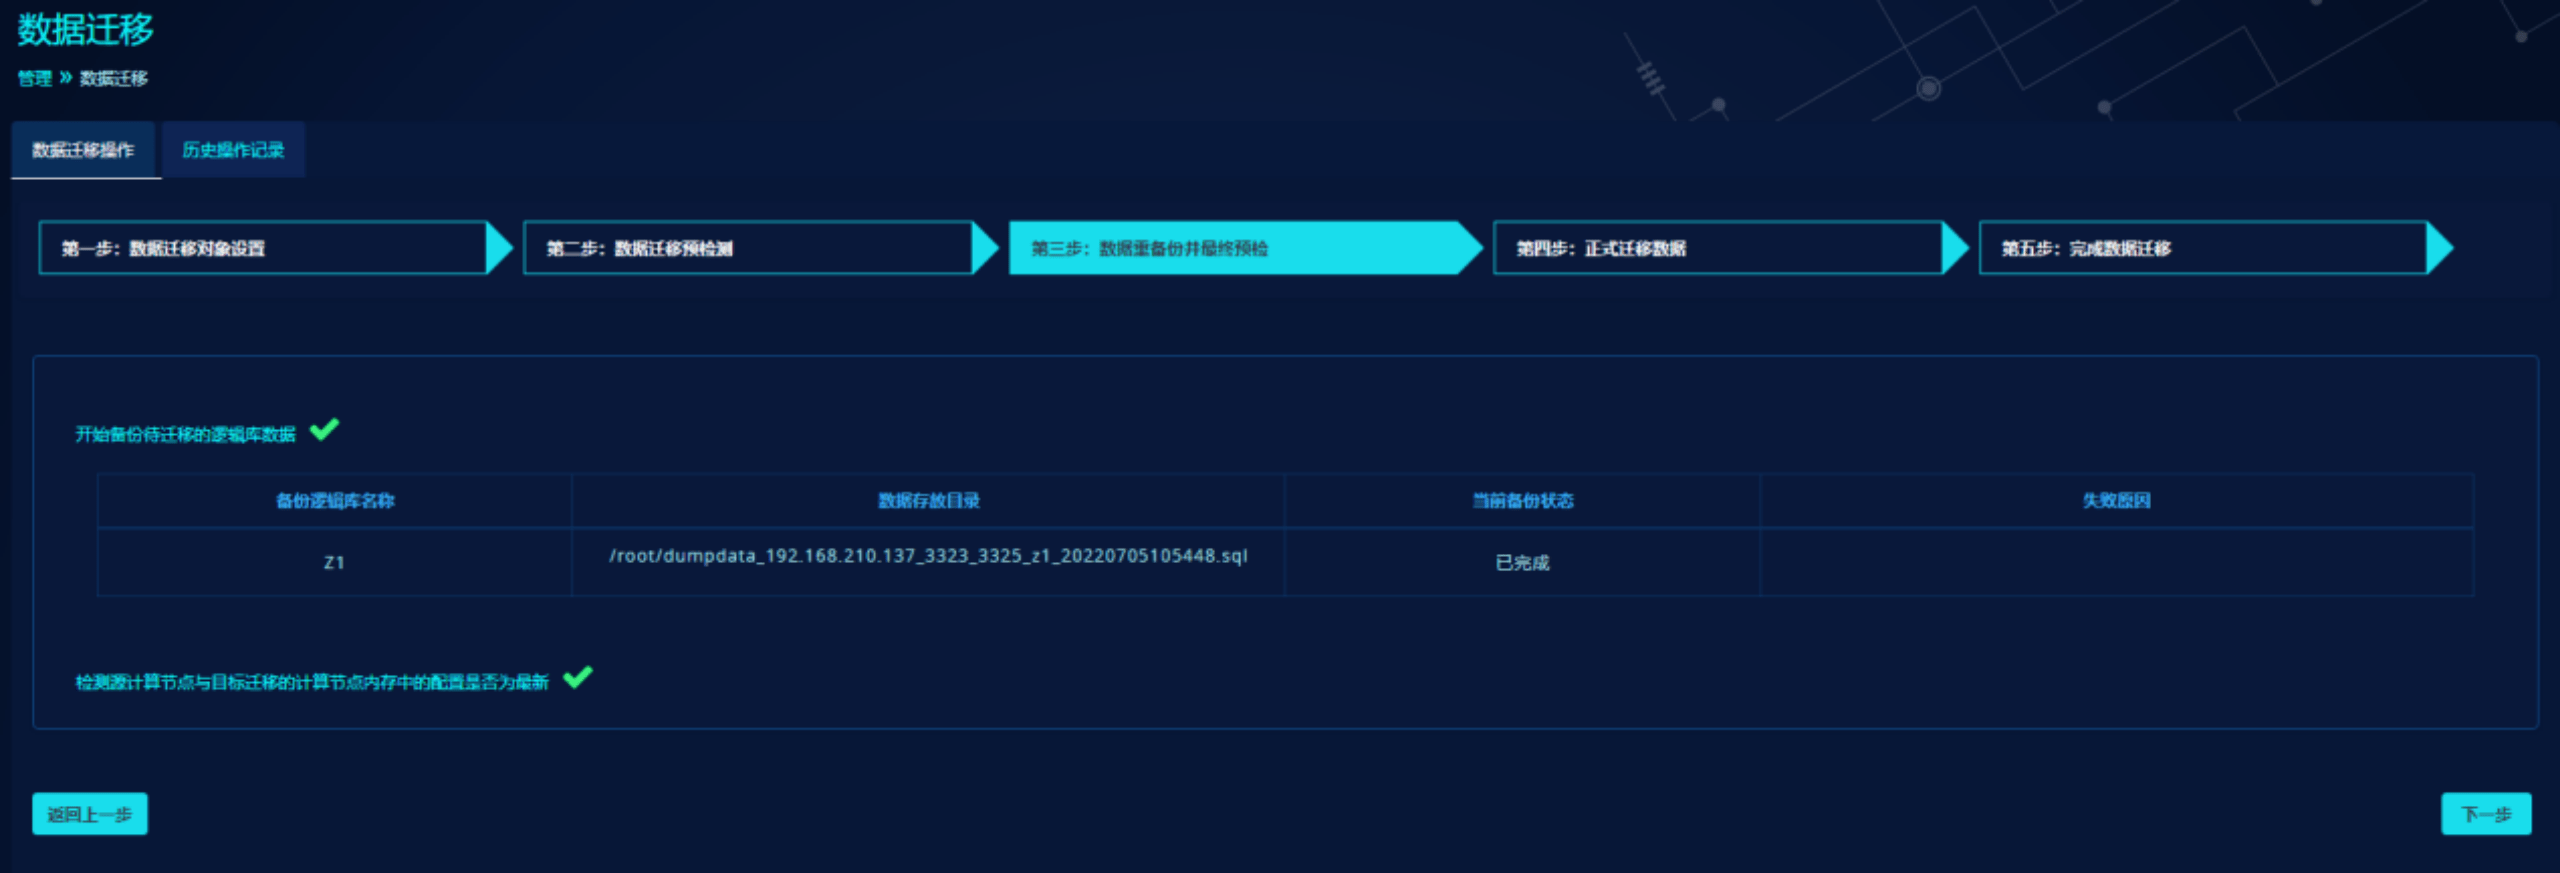 数据迁移
管理 » 数据迁移
数据迁移操作 历史操作记录
第一步：数据迁移对象设置 第二步：数据迁移预检测 第三步：数据重备份并最终预检 第四步：正式迁移数据 第五步：完成数据迁移
开始备份待迁移的逻辑库数据
备份逻辑库名称 数据存放目录 当前备份状态 失败原因
Z1 /root/dumpdata_192.168.210.137_3323_3325_z1_20220705105448.sql 已完成
检测源计算节点与目标迁移的计算节点内存中的配置是否为最新
返回上一步 下一步